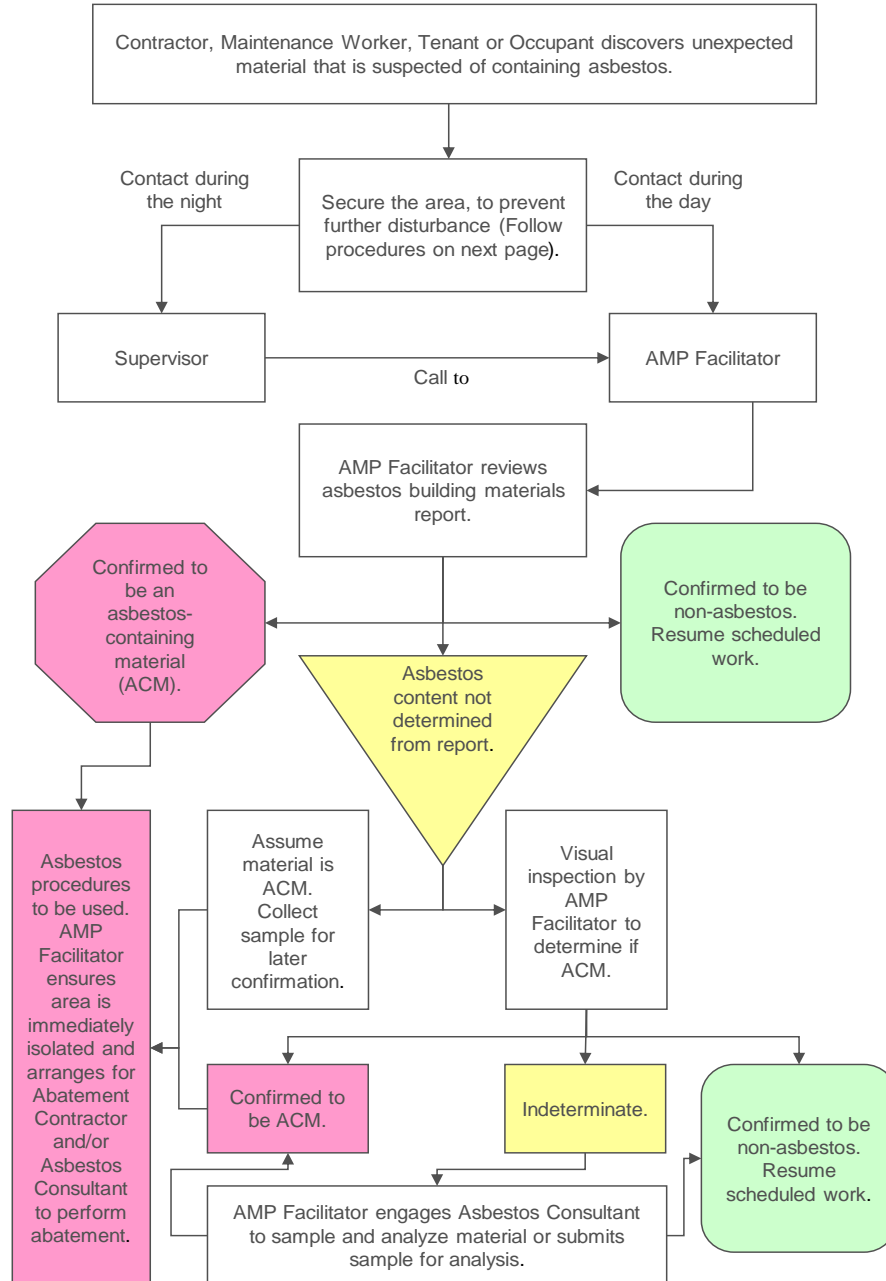 Contractor, Maintenance Worker, Tenant or Occupant discovers unexpected
material that is suspected of containing asbestos.
Contact during
the night
Secure the area, to prevent
further disturbance (Follow
procedures on next page).
Contact during
the day
Supervisor
Call to
AMP Facilitator
AMP Facilitator reviews
asbestos building materials
report.
Confirmed to
be an
asbestos-
containing
material
(ACM).
Confirmed to be
non-asbestos.
Resume scheduled
work.
Asbestos
content not
determined
from report.
Asbestos
procedures
to be used.
AMP
Facilitator
ensures
area is
immediately
isolated and
arranges for
Abatement
Contractor
and/or
Asbestos
Consultant
to perform
abatement.
Assume
material is
ACM.
Collect
sample for
later
confirmation.
Visual
inspection by
AMP
Facilitator to
determine if
ACM.
Confirmed to
be ACM.
Indeterminate.
Confirmed to be
non-asbestos.
Resume
scheduled work.
AMP Facilitator engages Asbestos Consultant
to sample and analyze material or submits
sample for analysis.